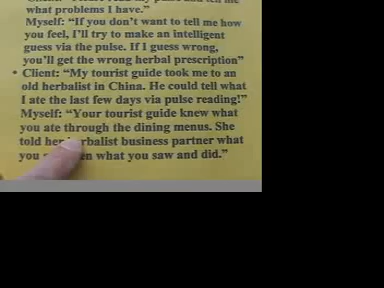 what problems I have."
Myself: "If you don't want to tell me how
you feel, I'll try to make an intelligent
guess via the pulse. If I guess wrong,
you'll get the wrong herbal prescription"
• Client: "My tourist guide took me to an
old herbalist in China. He could tell what
I ate the last few days via pulse reading!"
Myself: "Your tourist guide knew what
you ate through the dining menus. She
told her herbalist business partner what
you what you saw and did."